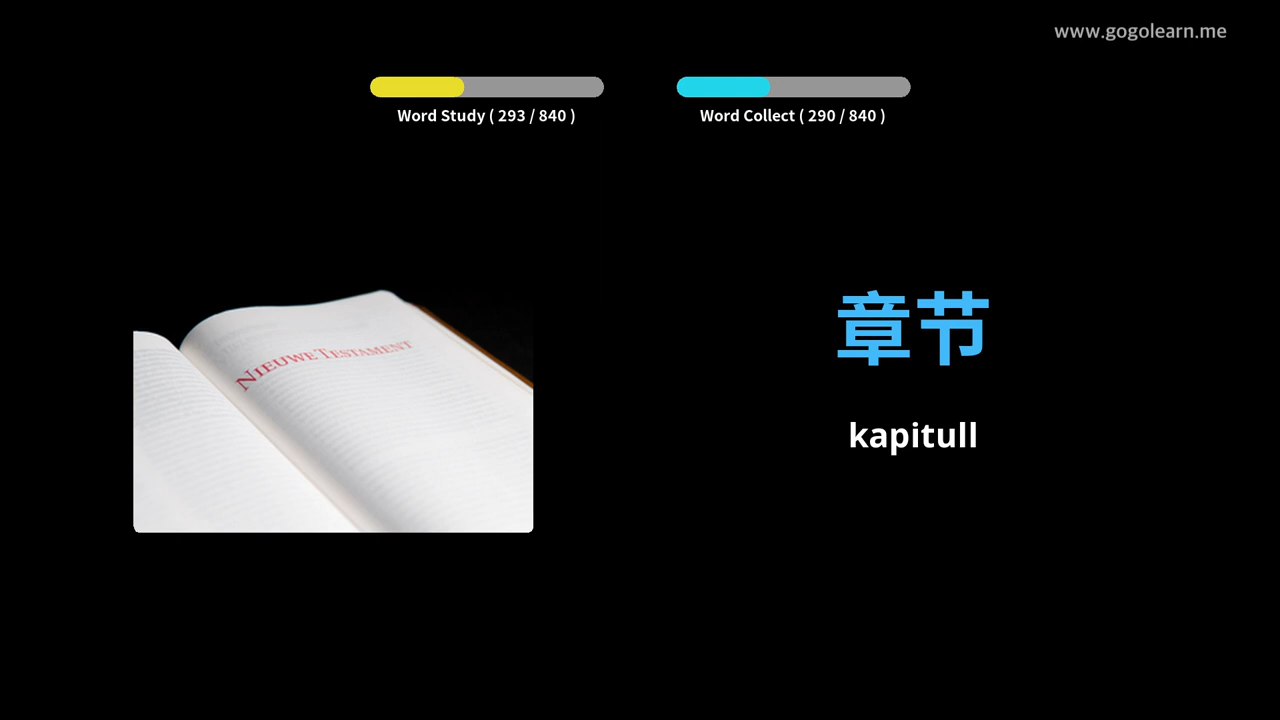 www.gogolearn.me
Word Study ( 293 / 840 )
Word Collect ( 290 / 840 )
NIEUWE TESTAMENT
章节
kapitull